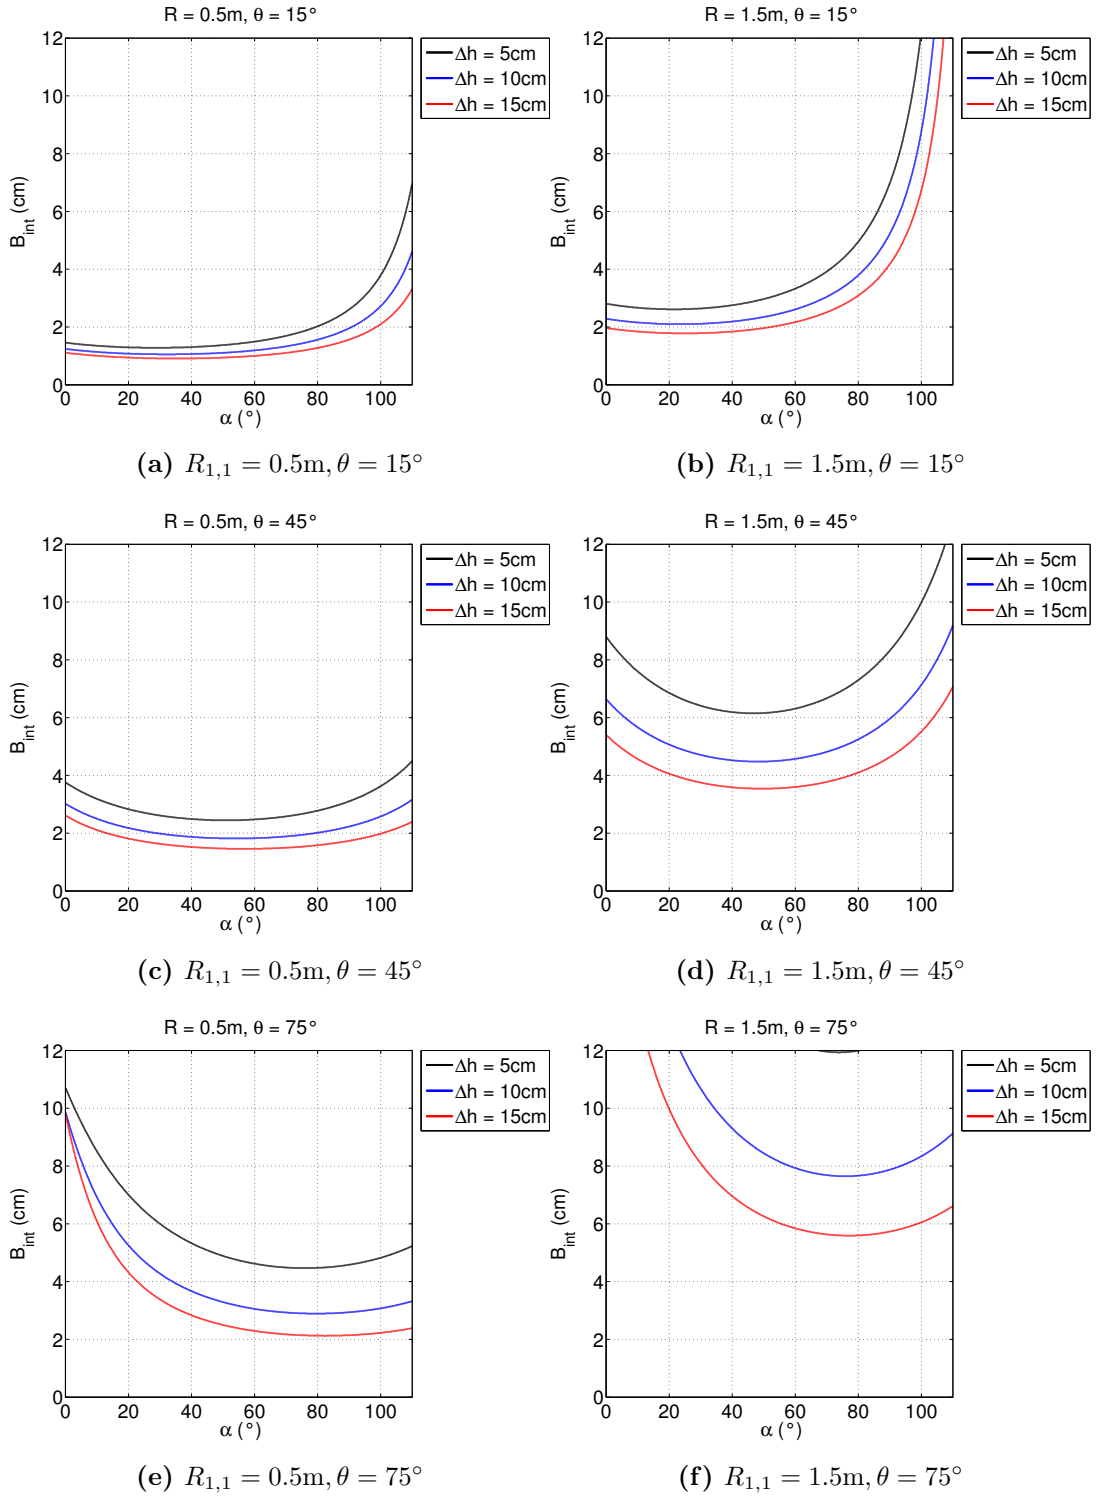 R = 0.5m, θ = 15°
12
10
8
6
4
2
0
B_int (cm)
0 20 40 60 80 100
α (°)
Δh = 5cm
Δh = 10cm
Δh = 15cm
(a) R_{1,1} = 0.5m, θ = 15°
R = 1.5m, θ = 15°
12
10
8
6
4
2
0
B_int (cm)
0 20 40 60 80 100
α (°)
Δh = 5cm
Δh = 10cm
Δh = 15cm
(b) R_{1,1} = 1.5m, θ = 15°
R = 0.5m, θ = 45°
12
10
8
6
4
2
0
B_int (cm)
0 20 40 60 80 100
α (°)
Δh = 5cm
Δh = 10cm
Δh = 15cm
(c) R_{1,1} = 0.5m, θ = 45°
R = 1.5m, θ = 45°
12
10
8
6
4
2
0
B_int (cm)
0 20 40 60 80 100
α (°)
Δh = 5cm
Δh = 10cm
Δh = 15cm
(d) R_{1,1} = 1.5m, θ = 45°
R = 0.5m, θ = 75°
12
10
8
6
4
2
0
B_int (cm)
0 20 40 60 80 100
α (°)
Δh = 5cm
Δh = 10cm
Δh = 15cm
(e) R_{1,1} = 0.5m, θ = 75°
R = 1.5m, θ = 75°
12
10
8
6
4
2
0
B_int (cm)
0 20 40 60 80 100
α (°)
Δh = 5cm
Δh = 10cm
Δh = 15cm
(f) R_{1,1} = 1.5m, θ = 75°